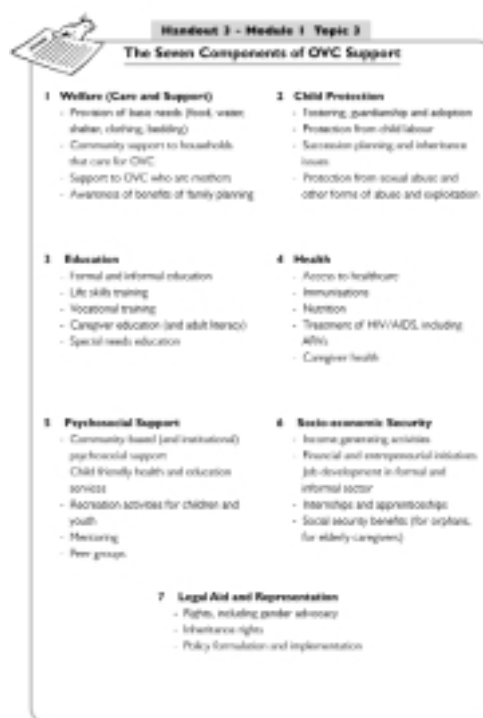 Handout 3 - Module 1 Topic 3
The Seven Components of OVC Support
1 Welfare (Care and Support)
- Provision of basic needs (food, water,
shelter, clothing, bedding)
- Community support to households
that care for OVC
- Support to OVC who are mothers
- Awareness of benefits of family planning
2 Child Protection
- Fostering, guardianship and adoption
- Protection from child labour
- Succession planning and inheritance
issues
- Protection from sexual abuse and
other forms of abuse and exploitation
3 Education
- Formal and informal education
- Life skills training
- Vocational training
- Caregiver education (and adult literacy)
- Special needs education
4 Health
- Access to healthcare
- Immunisations
- Nutrition
- Treatment of HIV/AIDS, including
ARVs
- Caregiver health
5 Psychosocial Support
- Community-based (and institutional)
psychosocial support
Child friendly health and education
services
- Recreation activities for children and
youth
- Mentoring
- Peer groups
6 Socio-economic Security
- Income generating activities
- Financial and entrepreneurial initiatives
Job development in formal and
informal sector
- Internships and apprenticeships
- Social security benefits (for orphans,
for elderly caregivers)
7 Legal Aid and Representation
- Rights, including gender advocacy
- Inheritance rights
- Policy formulation and implementation